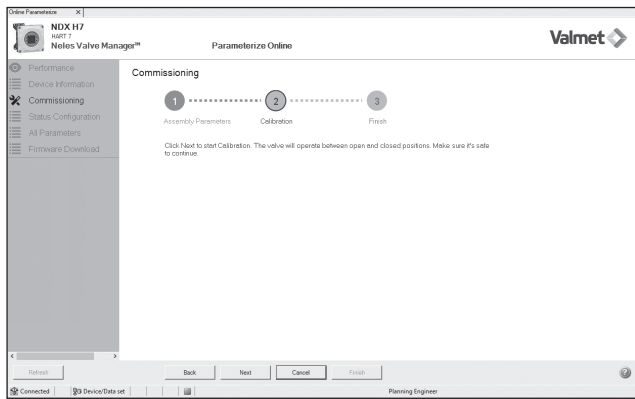 Online Parameterize X
NDX H7
HART 7
Neles Valve Manager™
Parameterize Online
Valmet
Performance
Device Information
Commissioning
Status Configuration
All Parameters
Firmware Download
Commissioning
1
2
3
Assembly Parameters
Calibration
Finish
Click Next to start Calibration. The valve will operate between open and closed positions. Make sure it's safe
to continue.
< >
Refresh
Back
Next
Cancel
Finish
?
Connected
Device/Data set
Planning Engineer